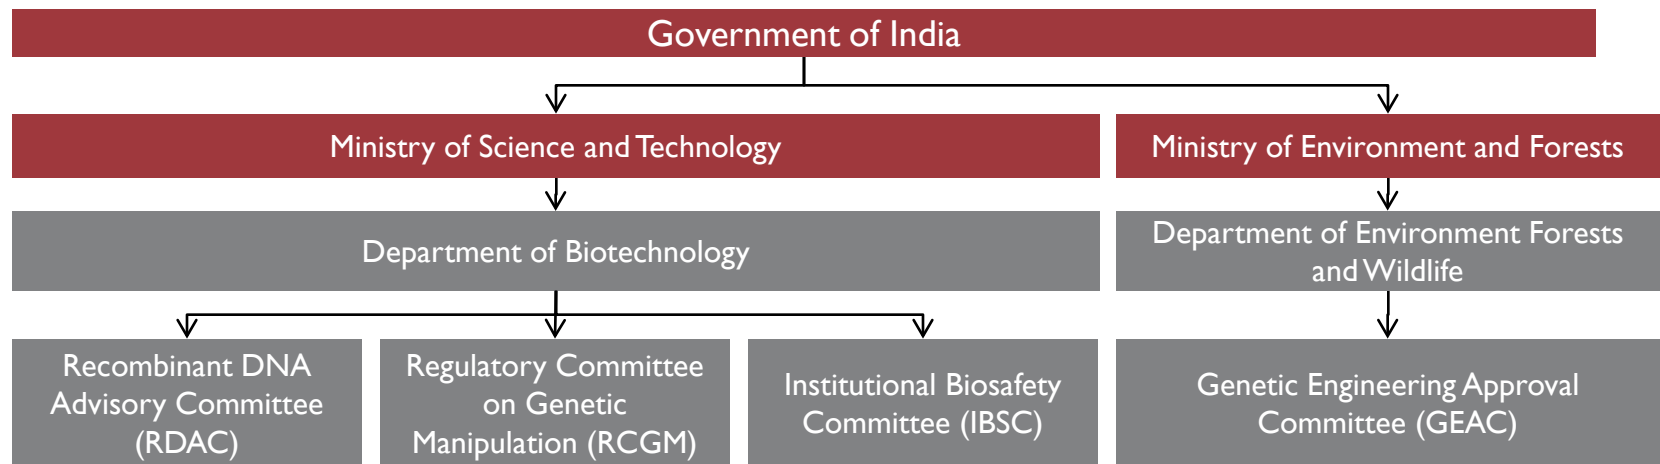 Government of India
Ministry of Science and Technology
Ministry of Environment and Forests
Department of Biotechnology
Department of Environment Forests
and Wildlife
Recombinant DNA
Advisory Committee
(RDAC)
Regulatory Committee
on Genetic
Manipulation (RCGM)
Institutional Biosafety
Committee (IBSC)
Genetic Engineering Approval
Committee (GEAC)